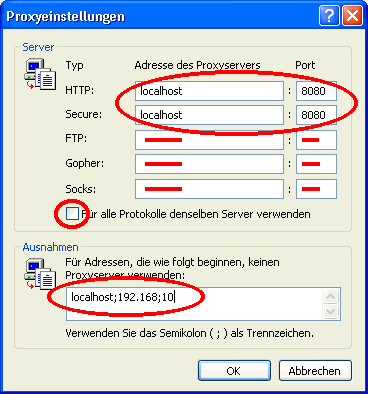 Proxyeinstellungen
Server
Typ Adresse des Proxyservers Port
HTTP: localhost : 8080
Secure: localhost : 8080
FTP: :
Gopher: :
Socks: :
Für alle Protokolle denselben Server verwenden
Ausnahmen
Für Adressen, die wie folgt beginnen, keinen
Proxyserver verwenden:
localhost;192.168;10
Verwenden Sie das Semikolon ( ; ) als Trennzeichen.
OK Abbrechen